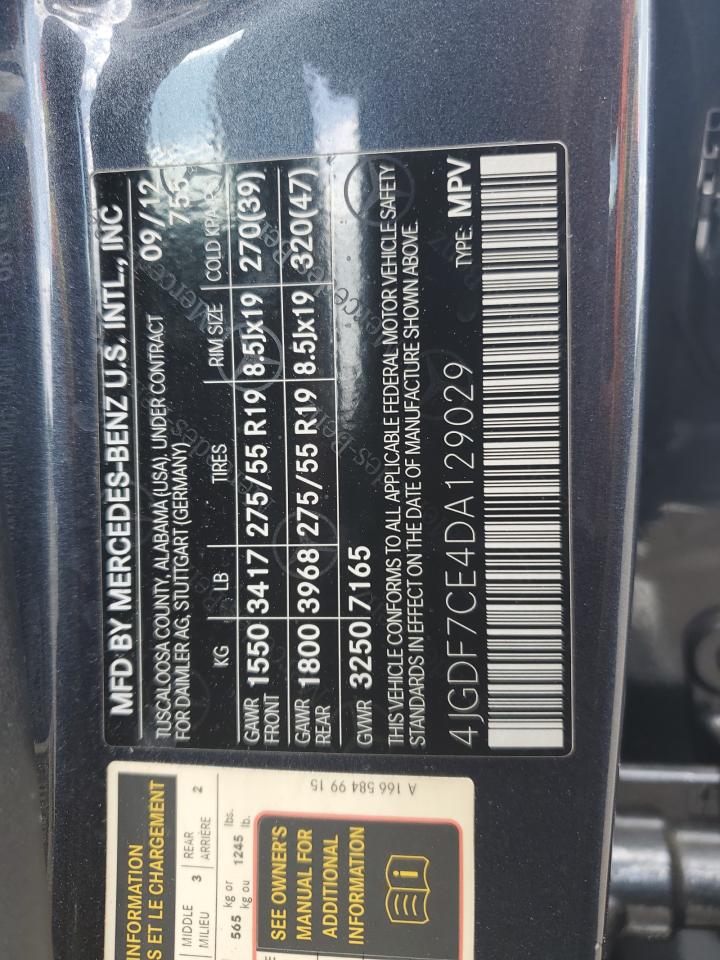 MFD BY MERCEDES-BENZ U.S. INTL., INC
TUSCALOOSA COUNTY, ALABAMA (USA), UNDER CONTRACT 09/12
FOR DAIMLER AG, STUTTGART (GERMANY) 755
KG LB TIRES RIM SIZE COLD KPA
GAWR FRONT 1550 3417 275/55 R19 8.5Jx19 270(39)
GAWR REAR 1800 3968 275/55 R19 8.5Jx19 320(47)
GVWR 3250 7165
THIS VEHICLE CONFORMS TO ALL APPLICABLE FEDERAL MOTOR VEHICLE SAFETY
STANDARDS IN EFFECT ON THE DATE OF MANUFACTURE SHOWN ABOVE.
4JGDF7CE4DA129029 TYPE: MPV
INFORMATION
S ET LE CHARGEMENT
MIDDLE 3 REAR 2
MILIEU ARRIÈRE
565 kg or 1245 lbs.
kg ou lb.
SEE OWNER'S
MANUAL FOR
ADDITIONAL
INFORMATION
A 166 584 99 15